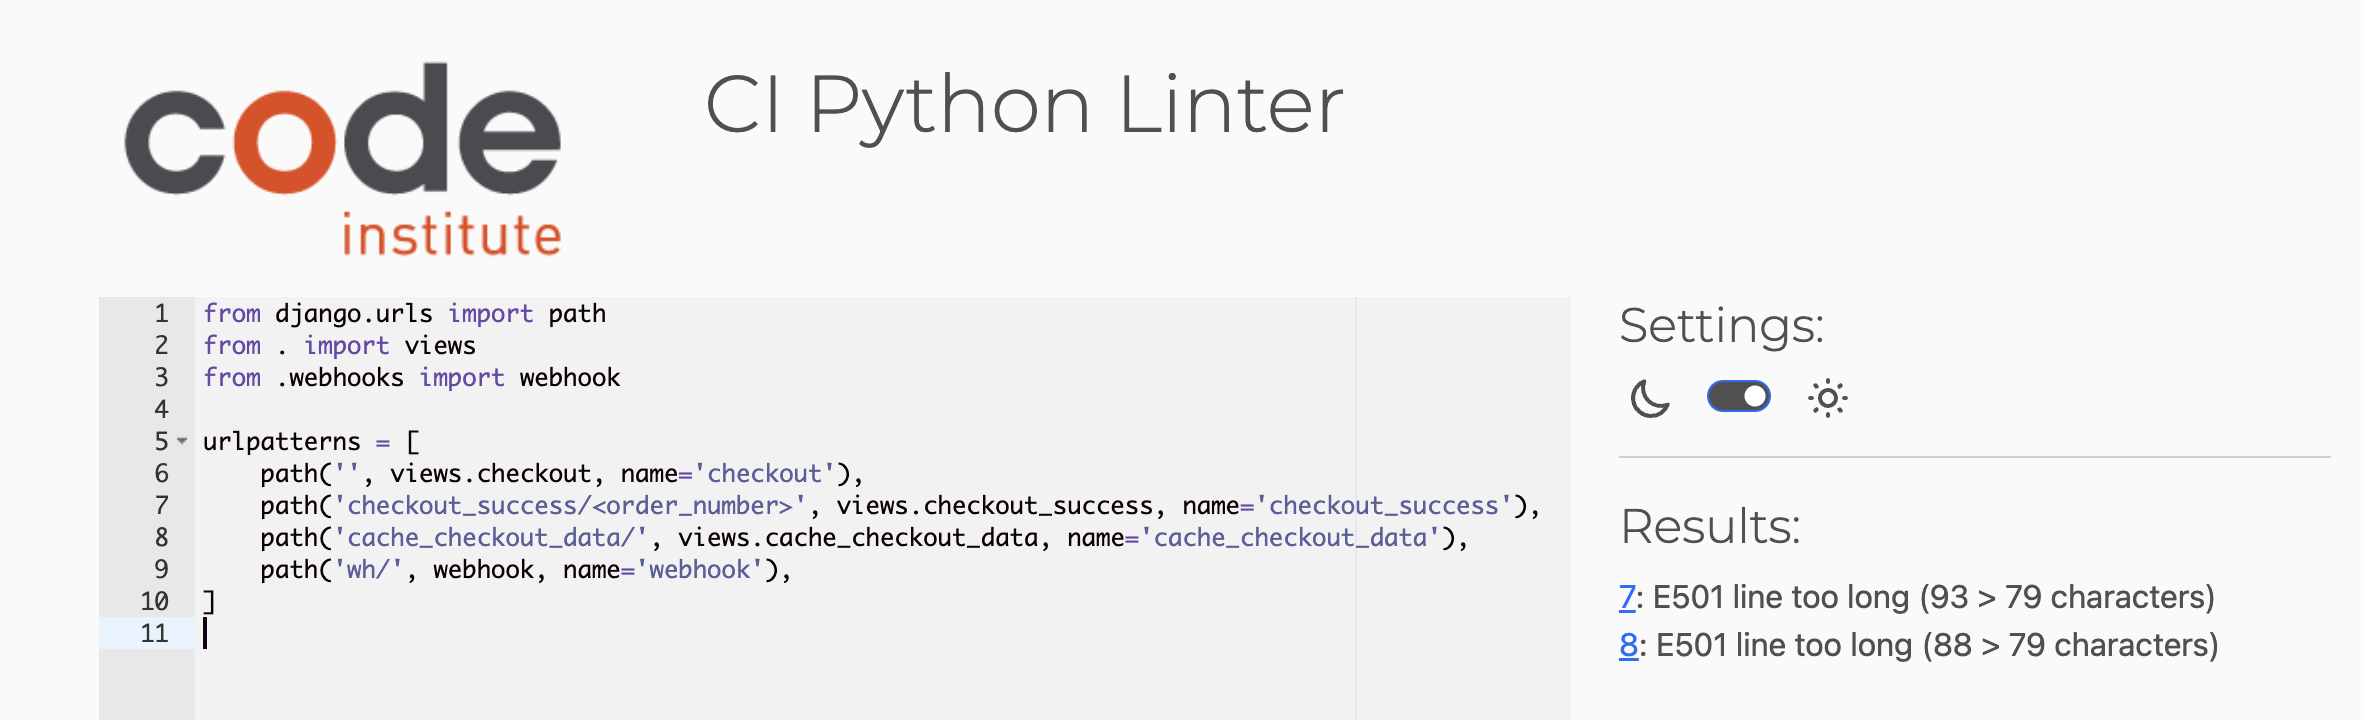 code
institute
CI Python Linter
1 from django.urls import path
2 from . import views
3 from .webhooks import webhook
4
5 urlpatterns = [
6     path('', views.checkout, name='checkout'),
7     path('checkout_success/<order_number>', views.checkout_success, name='checkout_success'),
8     path('cache_checkout_data/', views.cache_checkout_data, name='cache_checkout_data'),
9     path('wh/', webhook, name='webhook'),
10 ]
11
Settings:
Results:
7: E501 line too long (93 > 79 characters)
8: E501 line too long (88 > 79 characters)